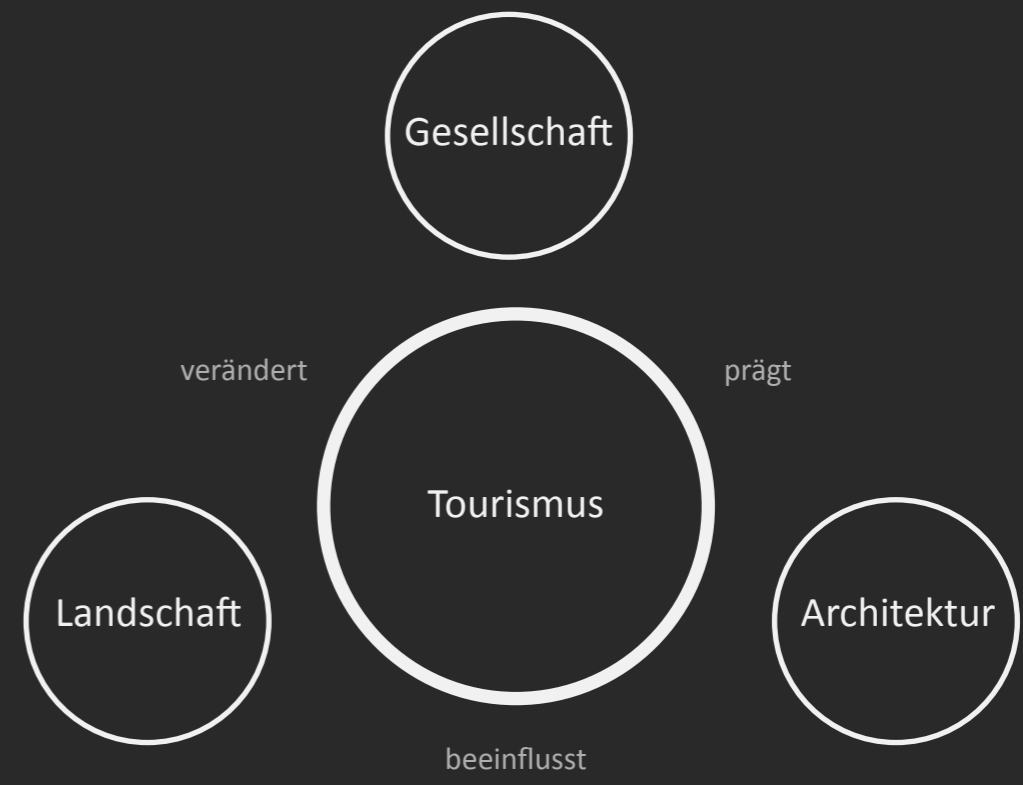 Gesellschaft
verändert
prägt
Tourismus
Landschaft
Architektur
beeinflusst